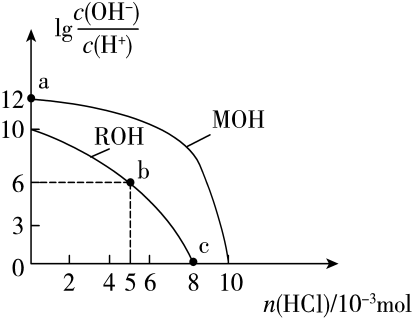 lg c(OH⁻)/c(H⁺)
a
12
10
ROH
MOH
6
b
3
c
0
2 4 5 6 8 10
n(HCl)/10⁻³mol